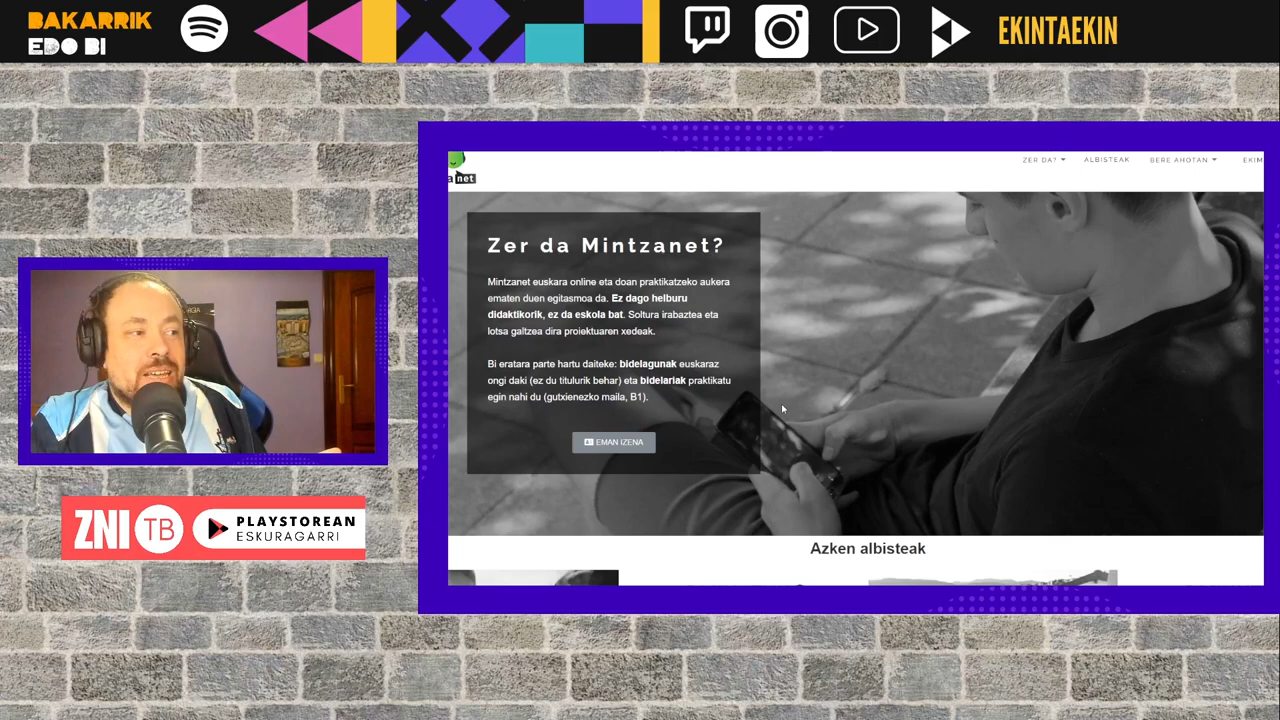 BAKARRIK
EDO BI
EKINTAEKIN
net
ZER DA?
ALBISTEAK
BERE AHOTAN
Zer da Mintzanet?
Mintzanet euskara online eta doan praktikatzeko aukera
ematen duen egitasmoa da. Ez dago helburu
didaktikorik, ez da eskola bat. Soltura irabaztea eta
lotsa galtzea dira proiektuaren xedeak.
Bi eratara parte hartu daiteke: bidelagunak euskaraz
ongi daki (ez du titulurik behar) eta bidelariak praktikatu
egin nahi du (gutxienezko maila, B1).
EMAN IZENA
Azken albisteak
ZNI TB
PLAYSTOREAN
ESKURAGARRI